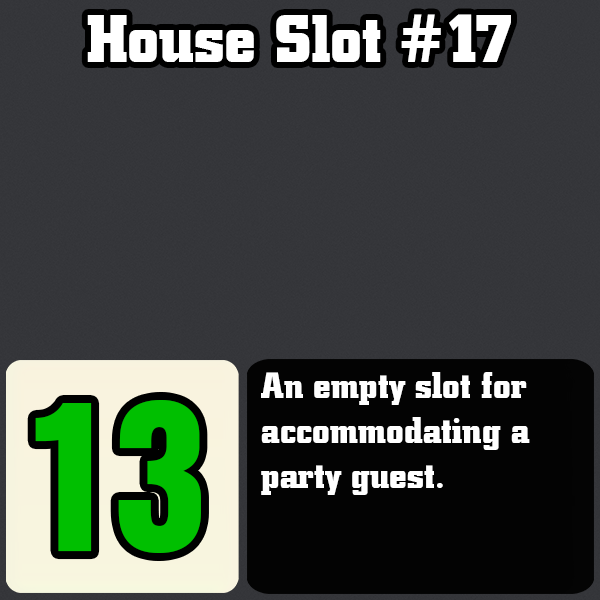 House Slot #17
13
An empty slot for
accommodating a
party guest.